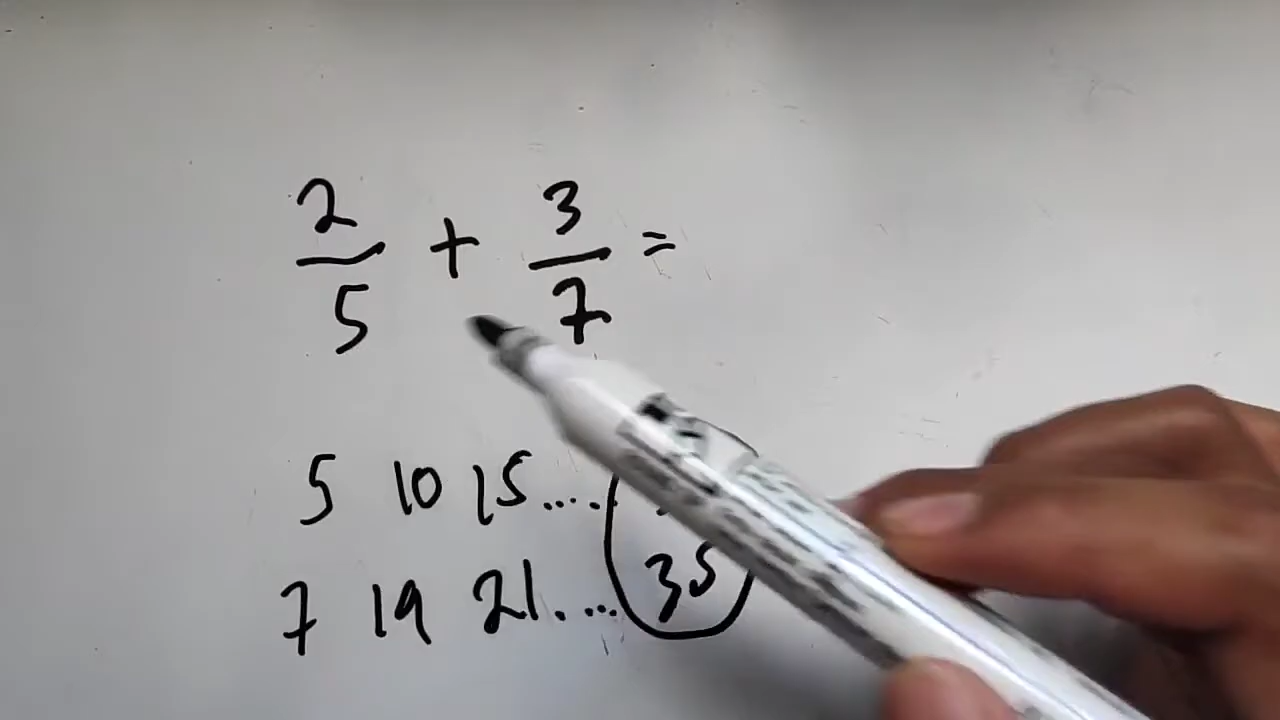 2/5 + 3/7 =
5 10 15....
7 19 21.... 35